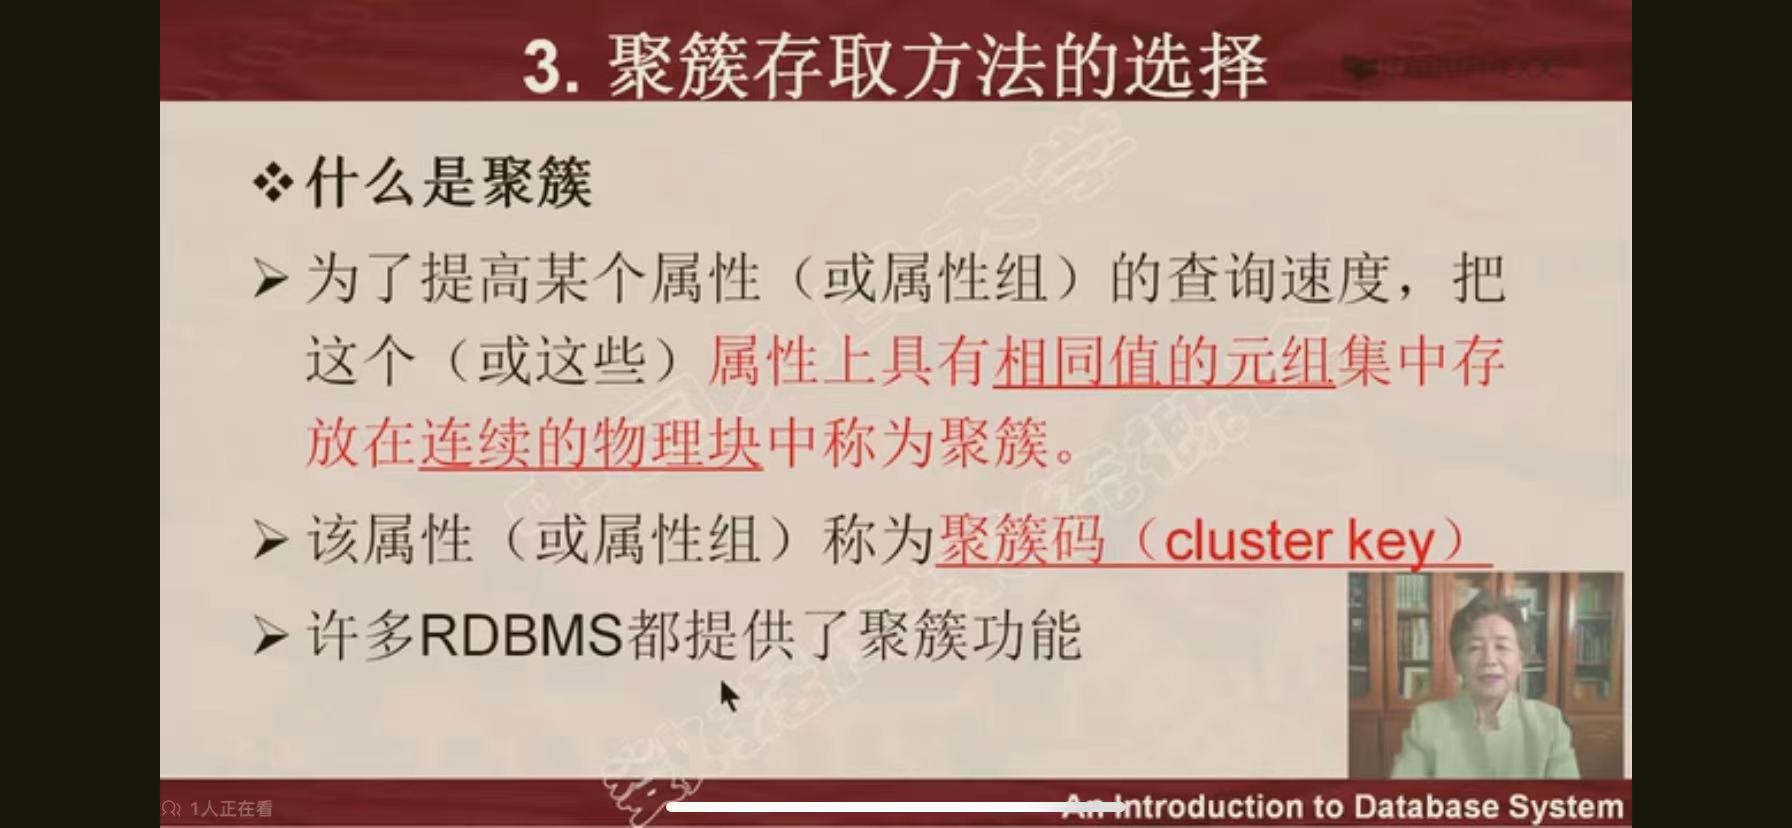 3. 聚簇存取方法的选择
❖什么是聚簇
➢ 为了提高某个属性（或属性组）的查询速度，把
这个（或这些）属性上具有相同值的元组集中存
放在连续的物理块中称为聚簇。
➢ 该属性（或属性组）称为聚簇码（cluster key）
➢ 许多RDBMS都提供了聚簇功能
1人正在看
An Introduction to Database System